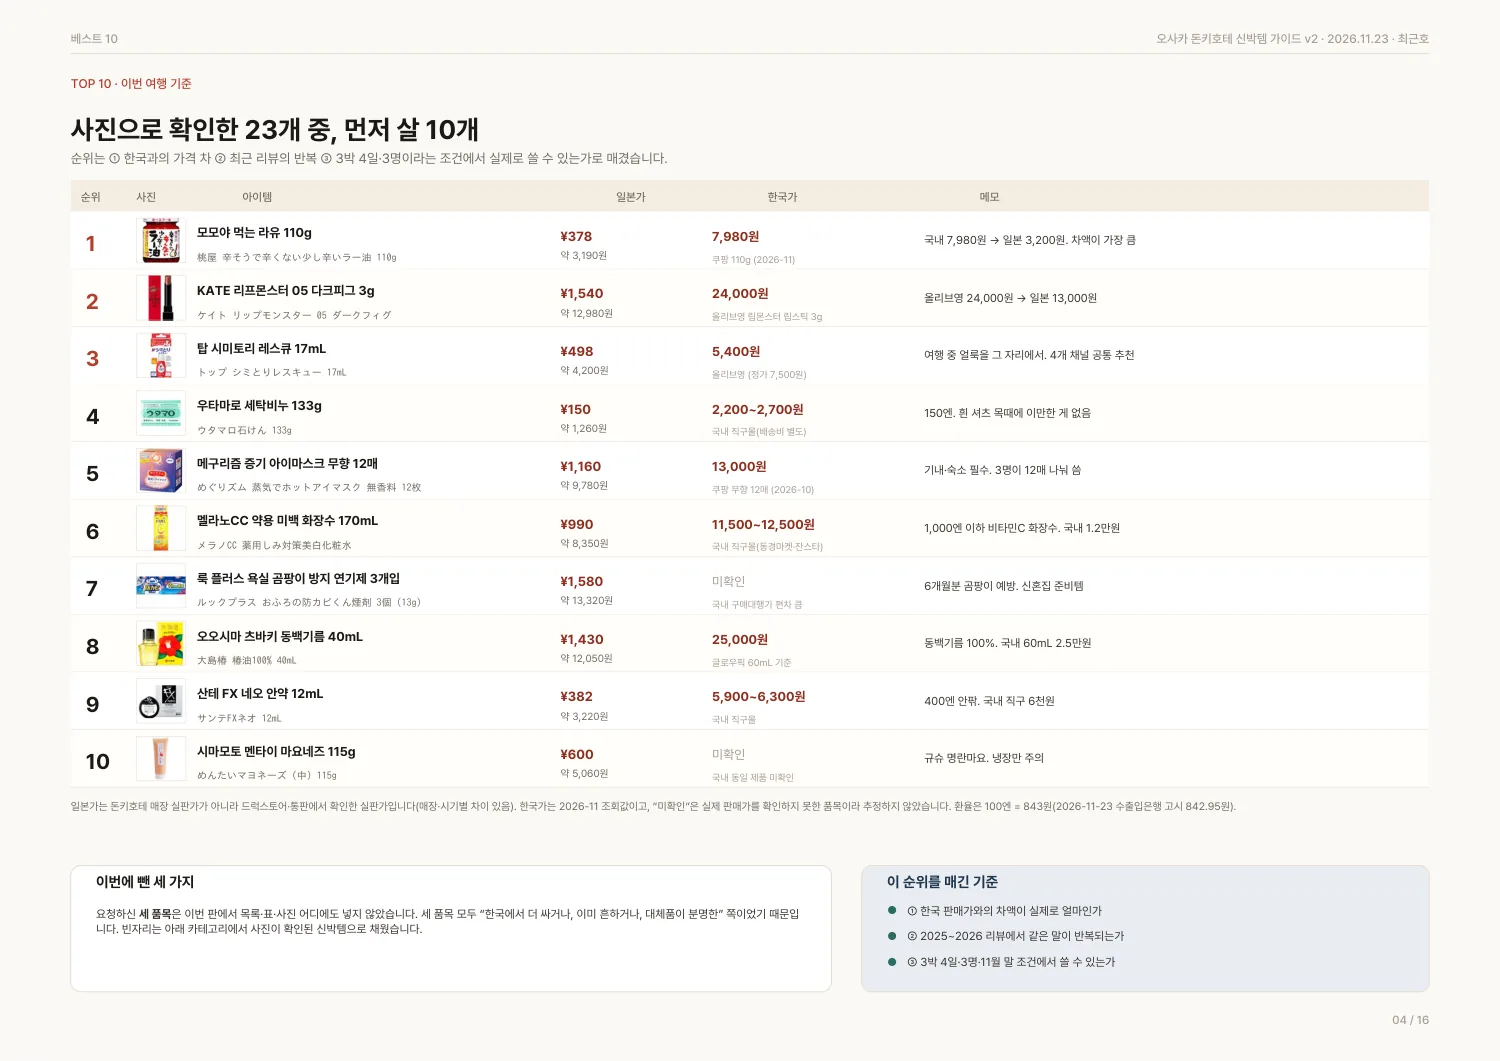 베스트 10
오사카 돈키호테 신박템 가이드 v2 · 2026.11.23 · 최근호
TOP 10 · 이번 여행 기준
사진으로 확인한 23개 중, 먼저 살 10개
순위는 ① 한국과의 가격 차 ② 최근 리뷰의 반복 ③ 3박 4일·3명이라는 조건에서 실제로 쓸 수 있는가로 매겼습니다.
순위 사진 아이템 일본가 한국가 메모
1 모모야 먹는 라유 110g ¥378 7,980원 국내 7,980원 → 일본 3,200원. 차액이 가장 큼
桃屋 辛そうで辛くない少し辛いラー油 110g 약 3,190원 쿠팡 110g (2026-11)
2 KATE 리프몬스터 05 다크피그 3g ¥1,540 24,000원 올리브영 24,000원 → 일본 13,000원
ケイト リップモンスター 05 ダークフィグ 약 12,980원 올리브영 립몬스터 립스틱 3g
3 탑 시미토리 레스큐 17mL ¥498 5,400원 여행 중 얼룩을 그 자리에서. 4개 채널 공통 추천
トップ シミとりレスキュー 17mL 약 4,200원 올리브영 (정가 7,500원)
4 우타마로 세탁비누 133g ¥150 2,200~2,700원 150엔. 흰 셔츠 목때에 이만한 게 없음
ウタマロ石けん 133g 약 1,260원 국내 직구몰(배송비 별도)
5 메구리즘 증기 아이마스크 무향 12매 ¥1,160 13,000원 기내·숙소 필수. 3명이 12매 나눠 씀
めぐりズム 蒸気でホットアイマスク 無香料 12枚 약 9,780원 쿠팡 무향 12매 (2026-10)
6 멜라노CC 약용 미백 화장수 170mL ¥990 11,500~12,500원 1,000엔 이하 비타민C 화장수. 국내 1.2만원
メラノCC 薬用しみ対策美白化粧水 약 8,350원 국내 직구몰(동경마켓·잔스타)
7 룩 플러스 욕실 곰팡이 방지 연기제 3개입 ¥1,580 미확인 6개월분 곰팡이 예방. 신혼집 준비템
ルックプラス おふろの防カビくん煙剤 3個 (13g) 약 13,320원 국내 구매대행가 편차 큼
8 오오시마 츠바키 동백기름 40mL ¥1,430 25,000원 동백기름 100%. 국내 60mL 2.5만원
大島椿 椿油100% 40mL 약 12,050원 글로우픽 60mL 기준
9 산테 FX 네오 안약 12mL ¥382 5,900~6,300원 400엔 안팎. 국내 직구 6천원
サンテFXネオ 12mL 약 3,220원 국내 직구몰
10 시마모토 멘타이 마요네즈 115g ¥600 미확인 규슈 명란마요. 냉장만 주의
めんたいマヨネーズ (中) 115g 약 5,060원 국내 동일 제품 미확인
일본가는 돈키호테 매장 실판가가 아니라 드럭스토어·통판에서 확인한 실판가입니다(매장·시기별 차이 있음). 한국가는 2026-11 조회값이고, “미확인”은 실제 판매가를 확인하지 못한 품목이라 추정하지 않았습니다. 환율은 100엔 = 843원(2026-11-23 수출입은행 고시 842.95원).
이번에 뺀 세 가지
요청하신 세 품목은 이번 판에서 목록·표·사진 어디에도 넣지 않았습니다. 세 품목 모두 “한국에서 더 싸거나, 이미 흔하거나, 대체품이 분명한” 쪽이었기 때문입
니다. 빈자리는 아래 카테고리에서 사진이 확인된 신박템으로 채웠습니다.
이 순위를 매긴 기준
① 한국 판매가와의 차액이 실제로 얼마인가
② 2025~2026 리뷰에서 같은 말이 반복되는가
③ 3박 4일·3명·11월 말 조건에서 쓸 수 있는가
04 / 16